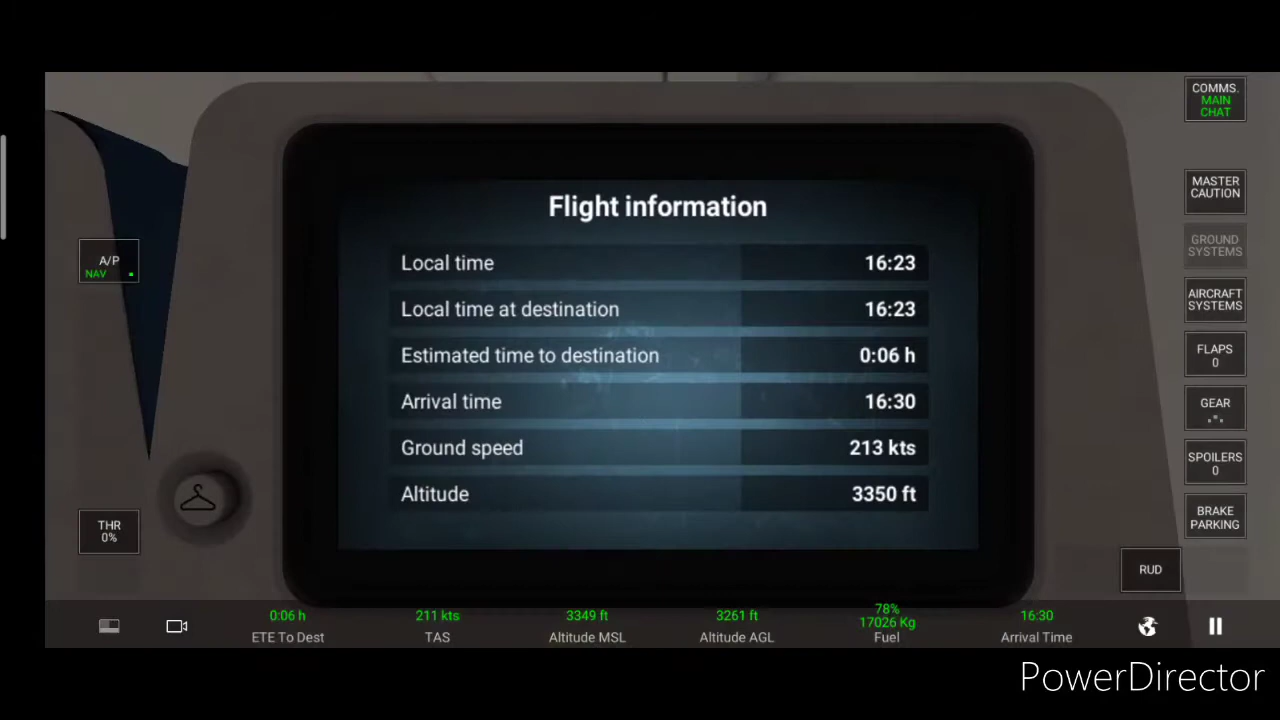 COMMS.
MAIN
CHAT
MASTER
CAUTION
A/P
NAV
GROUND
SYSTEMS
AIRCRAFT
SYSTEMS
FLAPS
0
GEAR
SPOILERS
0
BRAKE
PARKING
RUD
THR
0%
Flight information
Local time 16:23
Local time at destination 16:23
Estimated time to destination 0:06 h
Arrival time 16:30
Ground speed 213 kts
Altitude 3350 ft
0:06 h
ETE To Dest
211 kts
TAS
3349 ft
Altitude MSL
3261 ft
Altitude AGL
78%
17026 Kg
Fuel
16:30
Arrival Time
PowerDirector